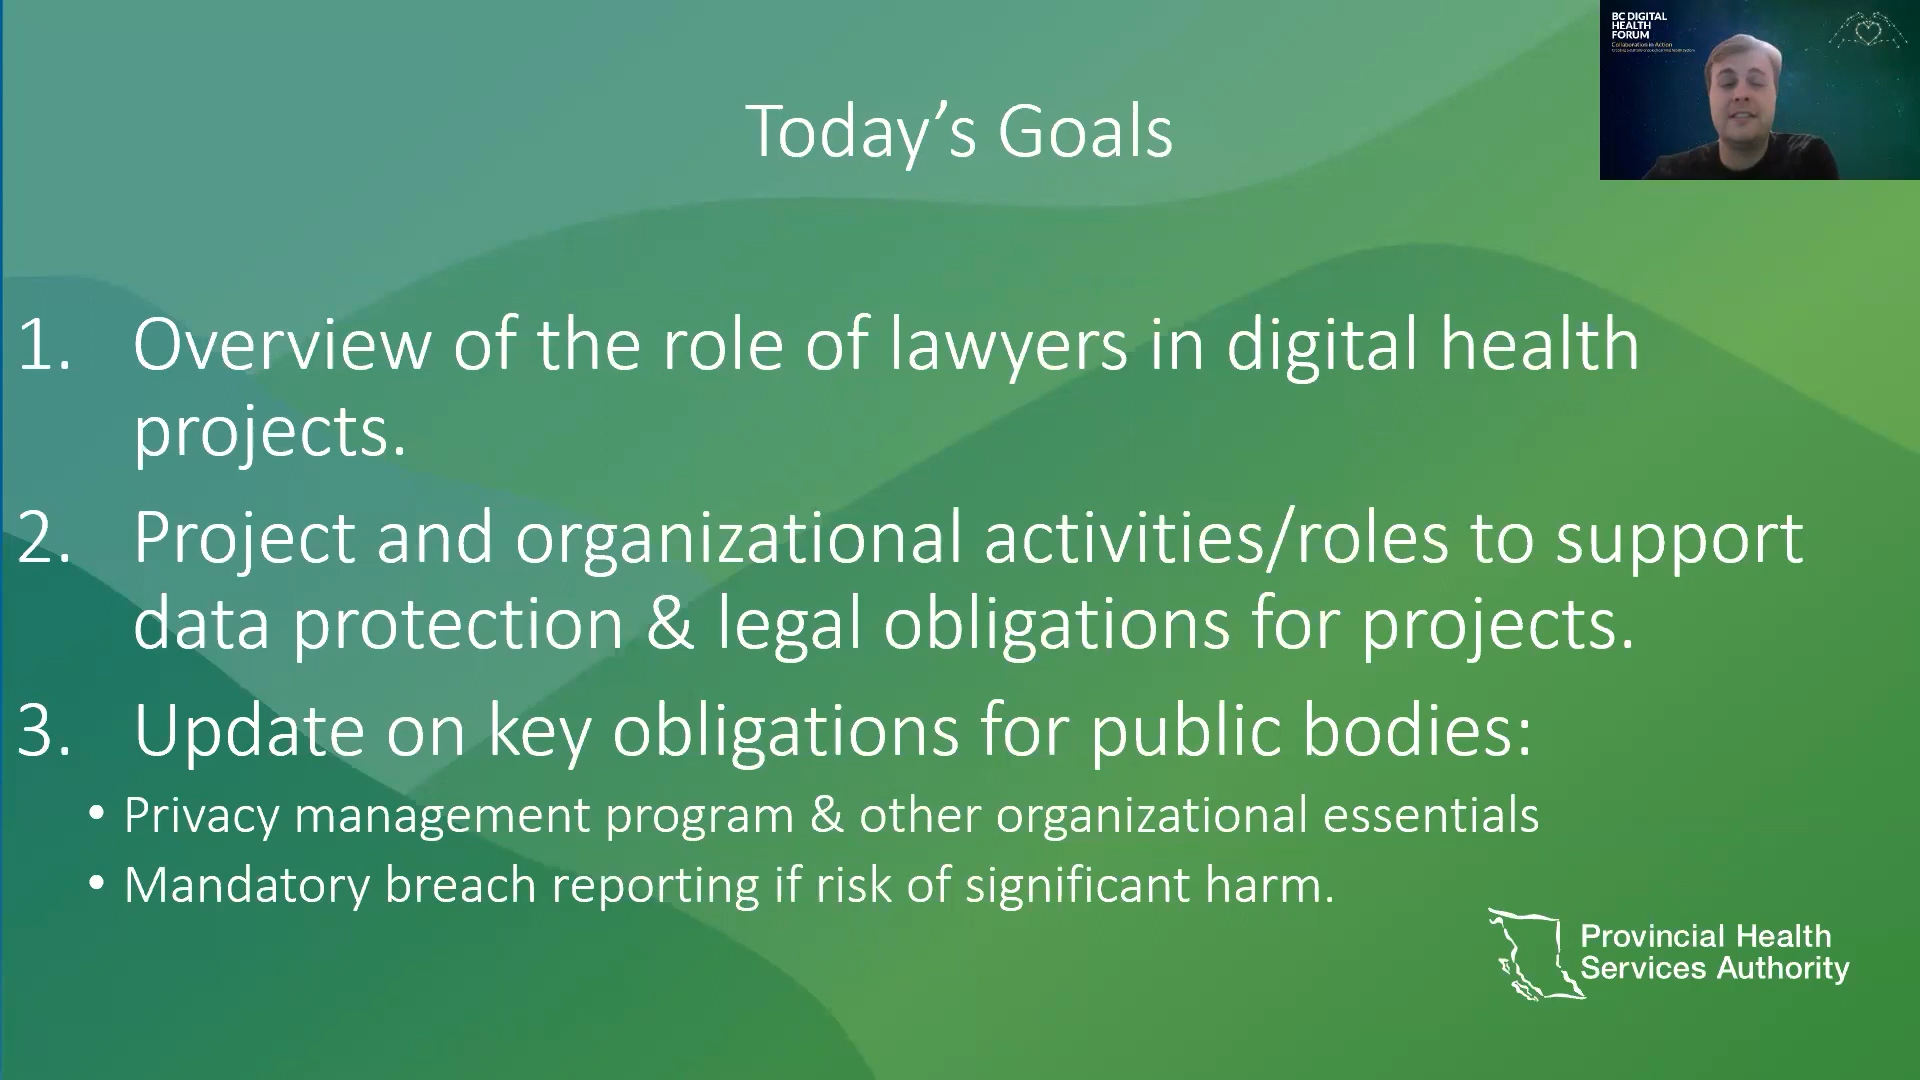 Today's Goals
1. Overview of the role of lawyers in digital health
projects.
2. Project and organizational activities/roles to support
data protection & legal obligations for projects.
3. Update on key obligations for public bodies:
• Privacy management program & other organizational essentials
• Mandatory breach reporting if risk of significant harm.
Provincial Health
Services Authority
BC DIGITAL
HEALTH
FORUM
Collaboration in Action